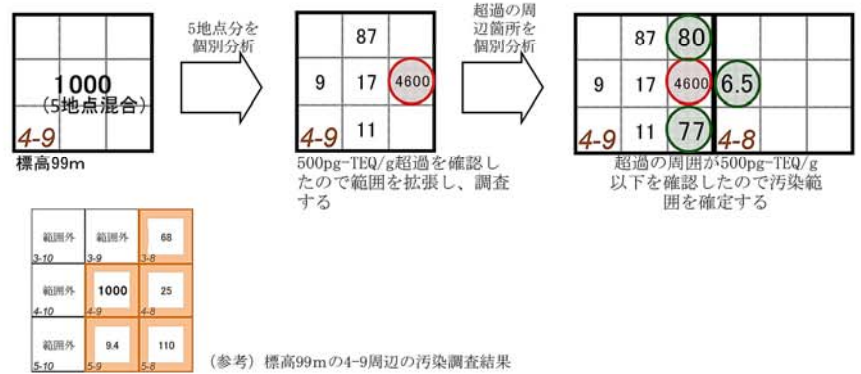 1000
(5地点混合)
4-9
標高99m
5地点分を
個別分析
87
9 17 4600
4-9 11
500pg-TEQ/g超過を確認し
たので範囲を拡張し、調査
する
超過の周
辺箇所を
個別分析
87 80
9 17 4600 6.5
4-9 11 77 4-8
超過の周囲が500pg-TEQ/g
以下を確認したので汚染範
囲を確定する
範囲外 範囲外 68
3-10 3-9 3-8
範囲外 1000 25
4-10 4-9 4-8
範囲外 9.4 110
5-10 5-9 5-8
(参考) 標高99mの4-9周辺の汚染調査結果